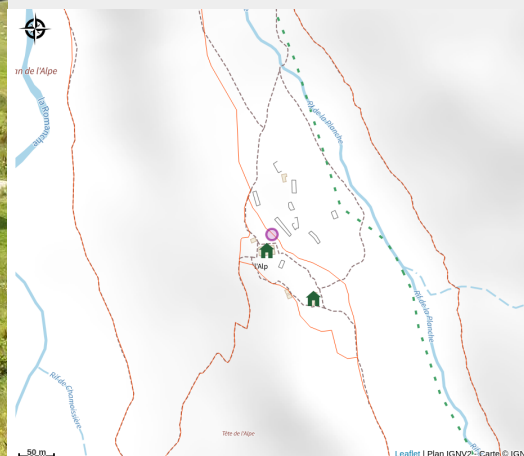 an de l'Alpe
la Romanche
Rif de la Planche
l'Alp
Rif de la Planche
Rif de Chamoissière
Tête de l'Alpe
50 m
Leaflet | Plan IGNV2 - Carte © IGN